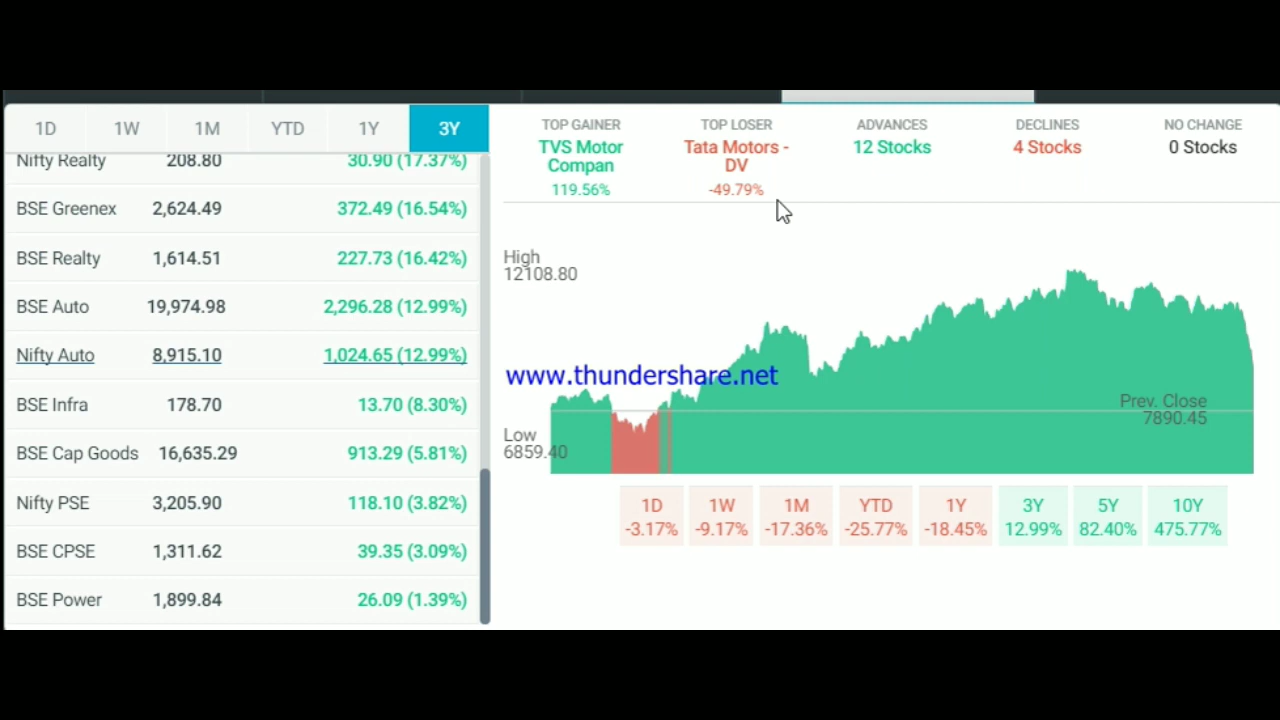 1D 1W 1M YTD 1Y 3Y
Nifty Realty 208.80 30.90 (17.37%)
BSE Greenex 2,624.49 372.49 (16.54%)
BSE Realty 1,614.51 227.73 (16.42%)
BSE Auto 19,974.98 2,296.28 (12.99%)
Nifty Auto 8,915.10 1,024.65 (12.99%)
BSE Infra 178.70 13.70 (8.30%)
BSE Cap Goods 16,635.29 913.29 (5.81%)
Nifty PSE 3,205.90 118.10 (3.82%)
BSE CPSE 1,311.62 39.35 (3.09%)
BSE Power 1,899.84 26.09 (1.39%)
TOP GAINER TOP LOSER ADVANCES DECLINES NO CHANGE
TVS Motor Tata Motors - 12 Stocks 4 Stocks 0 Stocks
Compan DV
119.56% -49.79%
High
12108.80
www.thundershare.net
Prev. Close
7890.45
Low
6859.40
1D 1W 1M YTD 1Y 3Y 5Y 10Y
-3.17% -9.17% -17.36% -25.77% -18.45% 12.99% 82.40% 475.77%